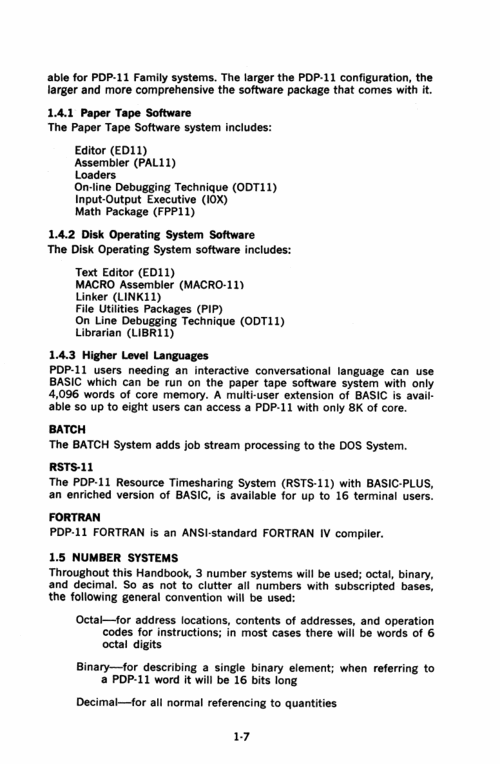 able for PDP-11 Family systems. The larger the PDP-11 configuration, the
larger and more comprehensive the software package that comes with it.
1.4.1 Paper Tape Software
The Paper Tape Software system includes:
Editor (ED11)
Assembler (PAL11)
Loaders
On-line Debugging Technique (ODT11)
Input-Output Executive (IOX)
Math Package (FPP11)
1.4.2 Disk Operating System Software
The Disk Operating System software includes:
Text Editor (ED11)
MACRO Assembler (MACRO-11)
Linker (LINK11)
File Utilities Packages (PIP)
On Line Debugging Technique (ODT11)
Librarian (LIBR11)
1.4.3 Higher Level Languages
PDP-11 users needing an interactive conversational language can use
BASIC which can be run on the paper tape software system with only
4,096 words of core memory. A multi-user extension of BASIC is avail-
able so up to eight users can access a PDP-11 with only 8K of core.
BATCH
The BATCH System adds job stream processing to the DOS System.
RSTS-11
The PDP-11 Resource Timesharing System (RSTS-11) with BASIC-PLUS,
an enriched version of BASIC, is available for up to 16 terminal users.
FORTRAN
PDP-11 FORTRAN is an ANSI-standard FORTRAN IV compiler.
1.5 NUMBER SYSTEMS
Throughout this Handbook, 3 number systems will be used; octal, binary,
and decimal. So as not to clutter all numbers with subscripted bases,
the following general convention will be used:
Octal—for address locations, contents of addresses, and operation
codes for instructions; in most cases there will be words of 6
octal digits
Binary—for describing a single binary element; when referring to
a PDP-11 word it will be 16 bits long
Decimal—for all normal referencing to quantities
1-7